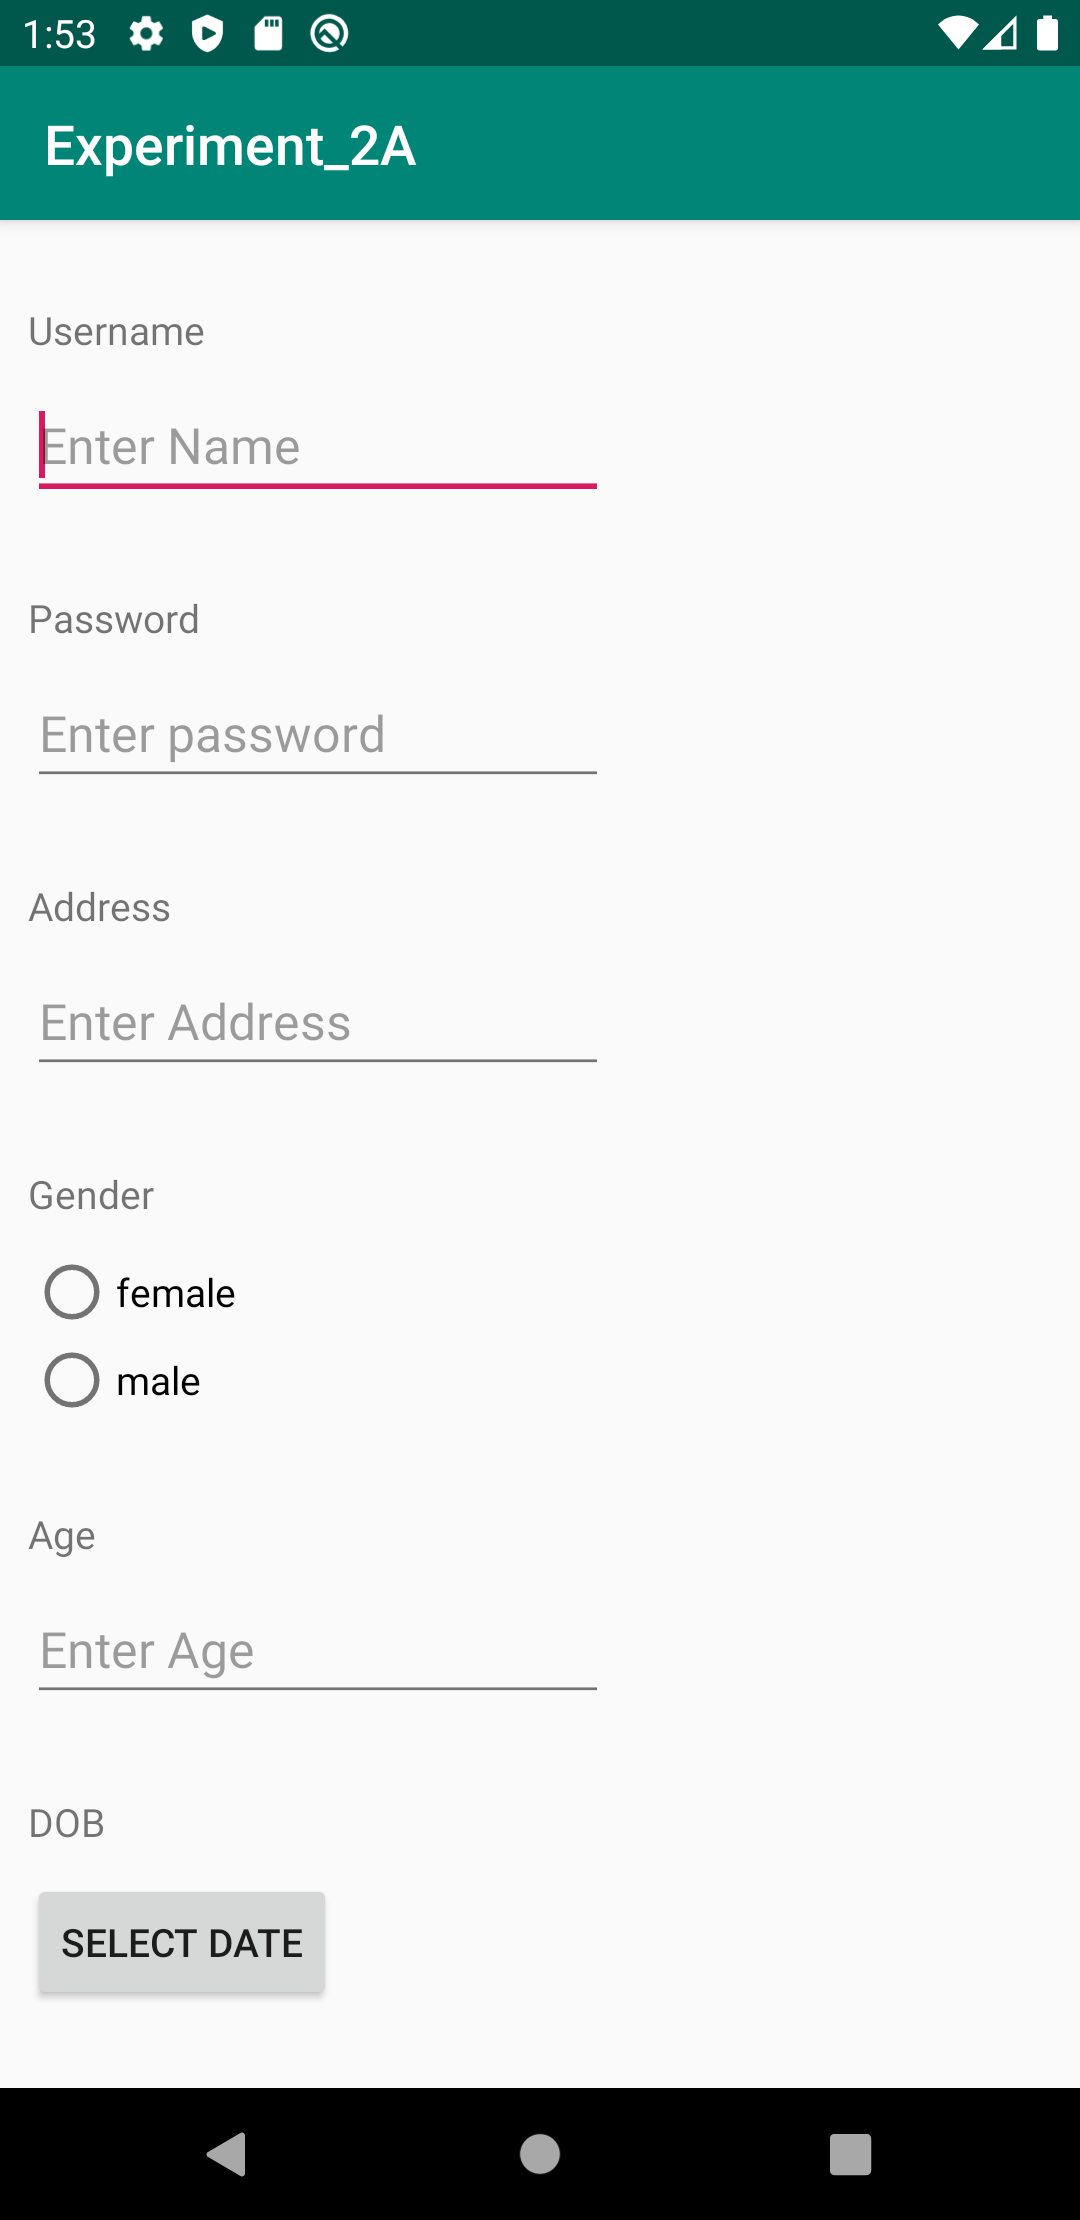 1:53
Experiment_2A
Username
Enter Name
Password
Enter password
Address
Enter Address
Gender
female
male
Age
Enter Age
DOB
SELECT DATE